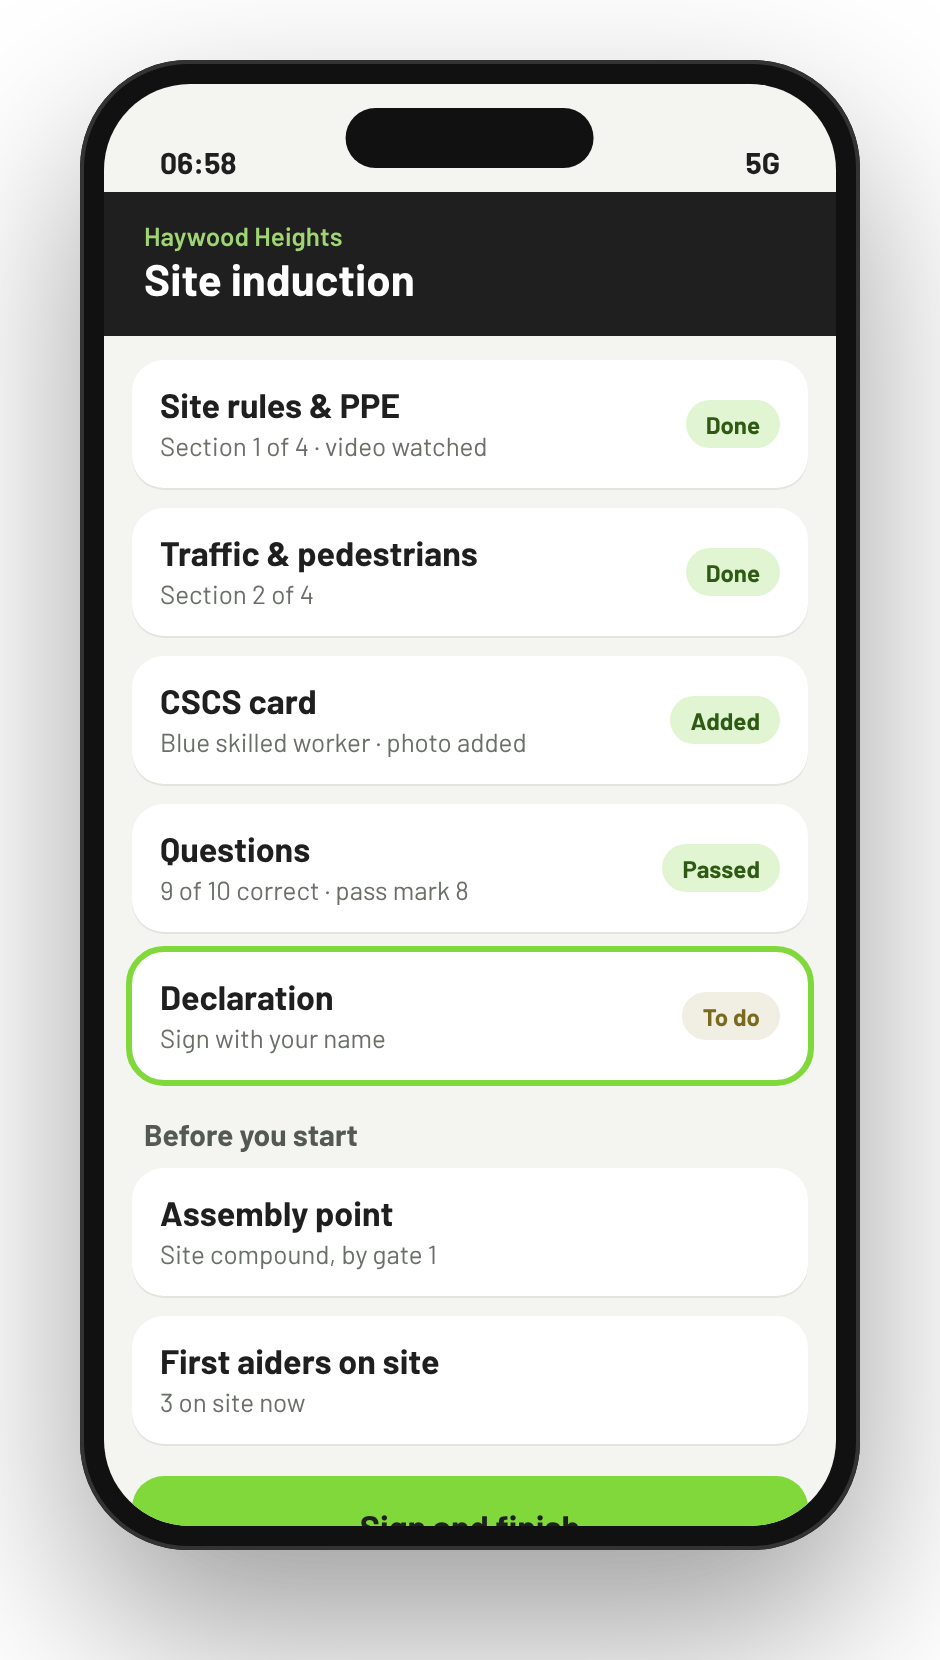 06:58
5G
Haywood Heights
Site induction
Site rules & PPE
Section 1 of 4 · video watched
Done
Traffic & pedestrians
Section 2 of 4
Done
CSCS card
Blue skilled worker · photo added
Added
Questions
9 of 10 correct · pass mark 8
Passed
Declaration
Sign with your name
To do
Before you start
Assembly point
Site compound, by gate 1
First aiders on site
3 on site now
Sign and finish